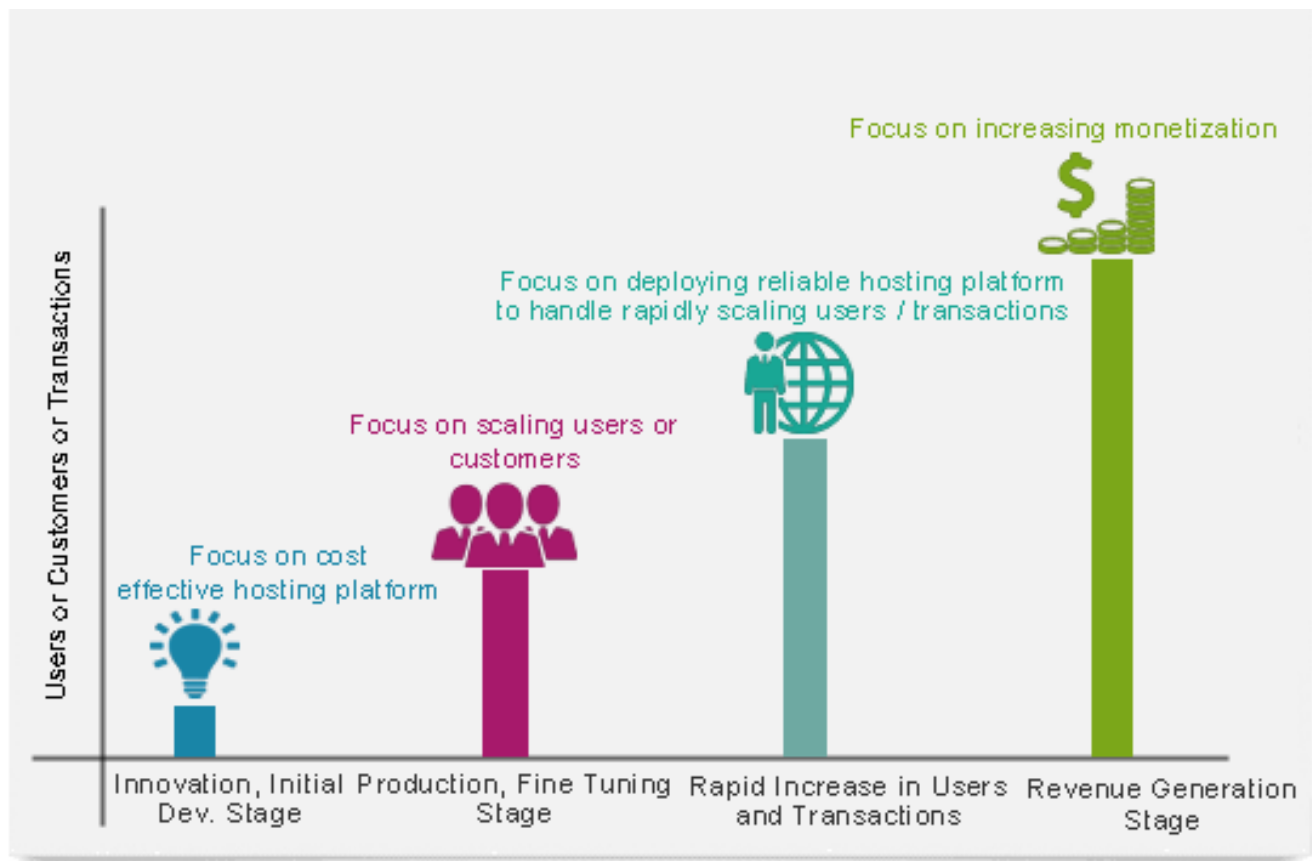 Focus on increasing monetization
$
Focus on deploying reliable hosting platform
to handle rapidly scaling users / transactions
Focus on scaling users or
customers
Focus on cost
effective hosting platform
Users or Customers or Transactions
Innovation, Initial
Dev. Stage
Production, Fine Tuning
Stage
Rapid Increase in Users
and Transactions
Revenue Generation
Stage